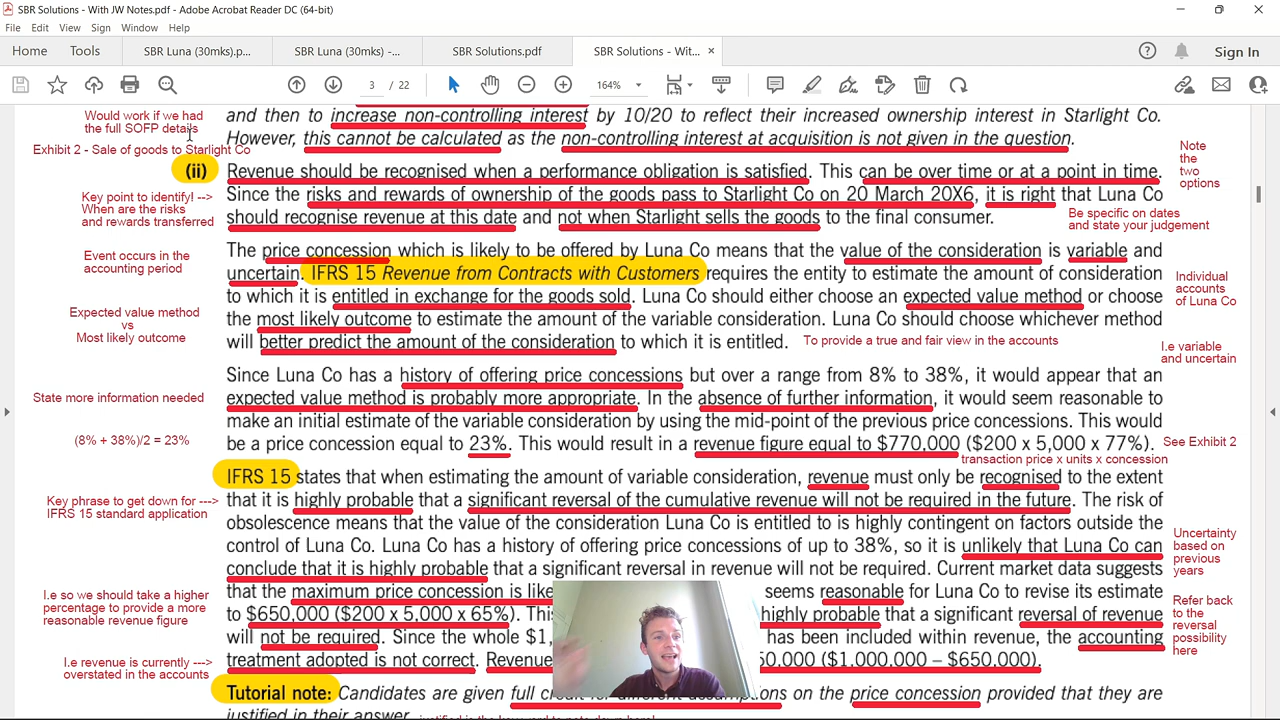 SBR Solutions - With JW Notes.pdf - Adobe Acrobat Reader DC (64-bit)
File Edit View Sign Window Help
Home Tools SBR Luna (30mks).p... SBR Luna (30mks) -... SBR Solutions.pdf SBR Solutions - Wit... × Sign In
3 / 22 164%
Would work if we had
the full SOFP details
and then to increase non-controlling interest by 10/20 to reflect their increased ownership interest in Starlight Co.
However, this cannot be calculated as the non-controlling interest at acquisition is not given in the question.
Exhibit 2 - Sale of goods to Starlight Co
(ii) Revenue should be recognised when a performance obligation is satisfied. This can be over time or at a point in time.
Since the risks and rewards of ownership of the goods pass to Starlight Co on 20 March 20X6, it is right that Luna Co
should recognise revenue at this date and not when Starlight sells the goods to the final consumer.
Note
the
two
options
Key point to identify! -->
When are the risks
and rewards transferred
Be specific on dates
and state your judgement
The price concession which is likely to be offered by Luna Co means that the value of the consideration is variable and
uncertain. IFRS 15 Revenue from Contracts with Customers requires the entity to estimate the amount of consideration
to which it is entitled in exchange for the goods sold. Luna Co should either choose an expected value method or choose
the most likely outcome to estimate the amount of the variable consideration. Luna Co should choose whichever method
will better predict the amount of the consideration to which it is entitled. To provide a true and fair view in the accounts
Event occurs in the
accounting period
Individual
accounts
of Luna Co
Expected value method
vs
Most likely outcome
I.e variable
and uncertain
Since Luna Co has a history of offering price concessions but over a range from 8% to 38%, it would appear that an
expected value method is probably more appropriate. In the absence of further information, it would seem reasonable to
make an initial estimate of the variable consideration by using the mid-point of the previous price concessions. This would
be a price concession equal to 23%. This would result in a revenue figure equal to $770,000 ($200 x 5,000 x 77%). See Exhibit 2
transaction price x units x concession
State more information needed
(8% + 38%)/2 = 23%
IFRS 15 states that when estimating the amount of variable consideration, revenue must only be recognised to the extent
that it is highly probable that a significant reversal of the cumulative revenue will not be required in the future. The risk of
obsolescence means that the value of the consideration Luna Co is entitled to is highly contingent on factors outside the
control of Luna Co. Luna Co has a history of offering price concessions of up to 38%, so it is unlikely that Luna Co can
conclude that it is highly probable that a significant reversal in revenue will not be required. Current market data suggests
that the maximum price concession is like seems reasonable for Luna Co to revise its estimate
to $650,000 ($200 x 5,000 x 65%). highly probable that a significant reversal of revenue
will not be required. Since the whole $1, has been included within revenue, the accounting
treatment adopted is not correct. 50,000 ($1,000,000 – $650,000).
Key phrase to get down for --->
IFRS 15 standard application
Uncertainty
based on
previous
years
I.e so we should take a higher
percentage to provide a more
reasonable revenue figure
Refer back
to the
reversal
possibility
here
I.e revenue is currently -->
overstated in the accounts
Tutorial note: Candidates are given full for different assumptions on the price concession provided that they are
justified in their answer.